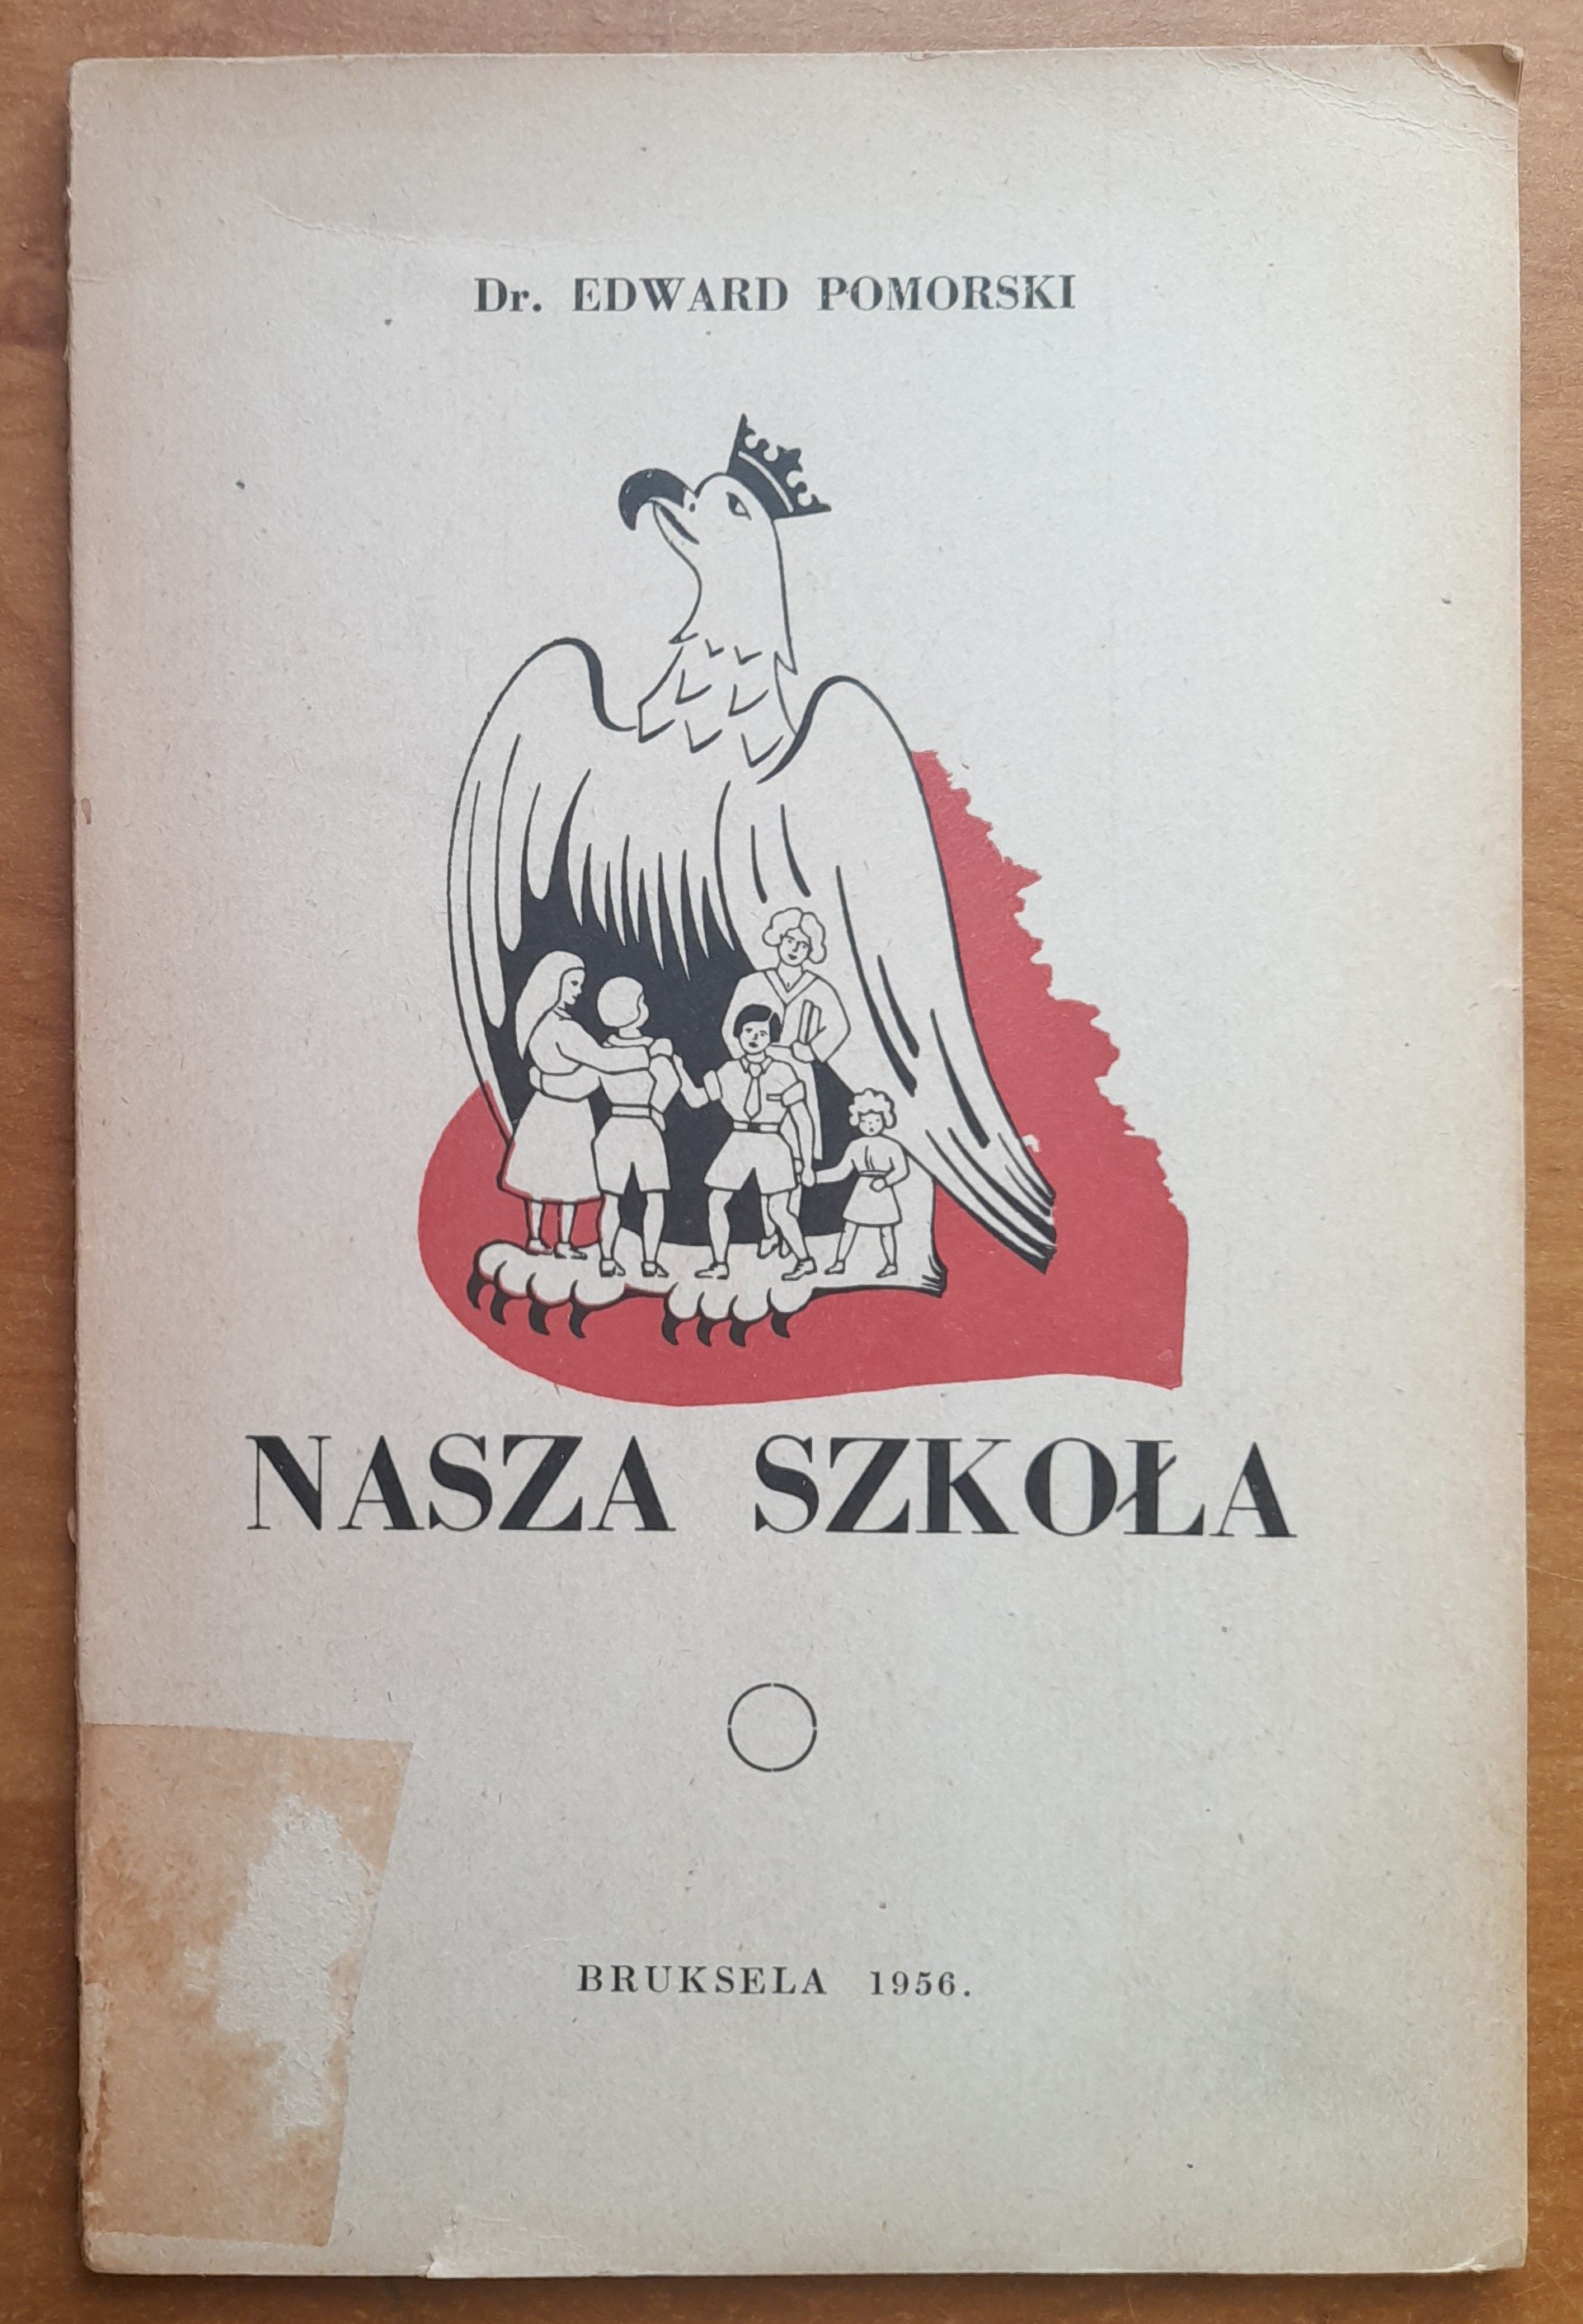 Dr. EDWARD POMORSKI
NASZA SZKOŁA
BRUKSELA 1956.